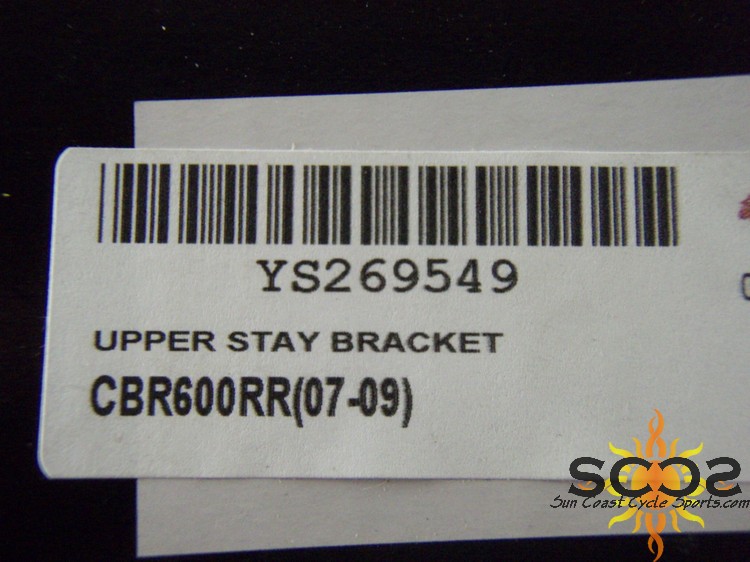 YS269549
UPPER STAY BRACKET
CBR600RR(07-09)
SCCS
Sun Coast Cycle Sports.com